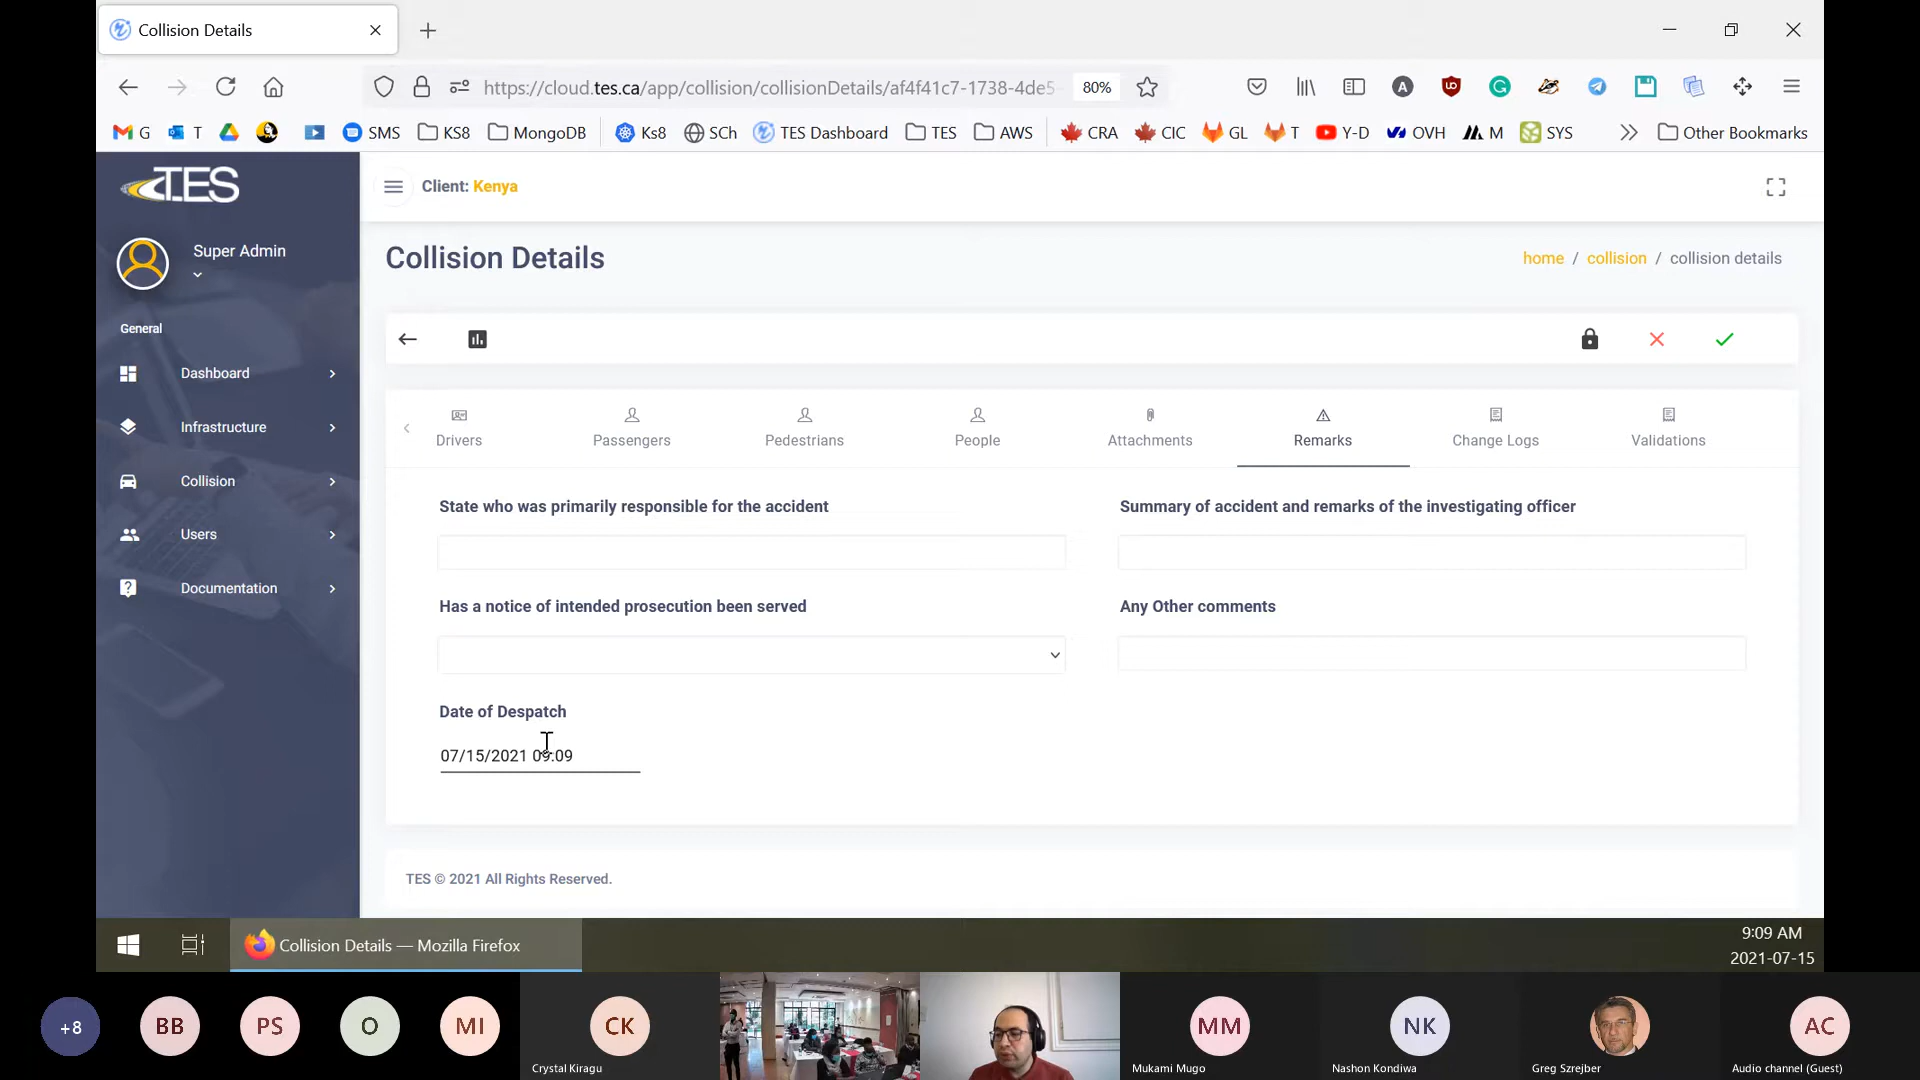 Collision Details
https://cloud.tes.ca/app/collision/collisionDetails/af4f41c7-1738-4de5-
80%
G
T
SMS
KS8
MongoDB
Ks8
SCh
TES Dashboard
TES
AWS
CRA
CIC
GL
T
Y-D
OVH
M
SYS
Other Bookmarks
TES
Client: Kenya
Super Admin
General
Dashboard
Infrastructure
Collision
Users
Documentation
Collision Details
home / collision / collision details
Drivers
Passengers
Pedestrians
People
Attachments
Remarks
Change Logs
Validations
State who was primarily responsible for the accident
Summary of accident and remarks of the investigating officer
Has a notice of intended prosecution been served
Any Other comments
Date of Despatch
07/15/2021 09:09
TES © 2021 All Rights Reserved.
Collision Details — Mozilla Firefox
9:09 AM
2021-07-15
+8
BB
PS
O
MI
CK
Crystal Kiragu
MM
Mukami Mugo
NK
Nashon Kondiwa
Greg Szrejber
AC
Audio channel (Guest)